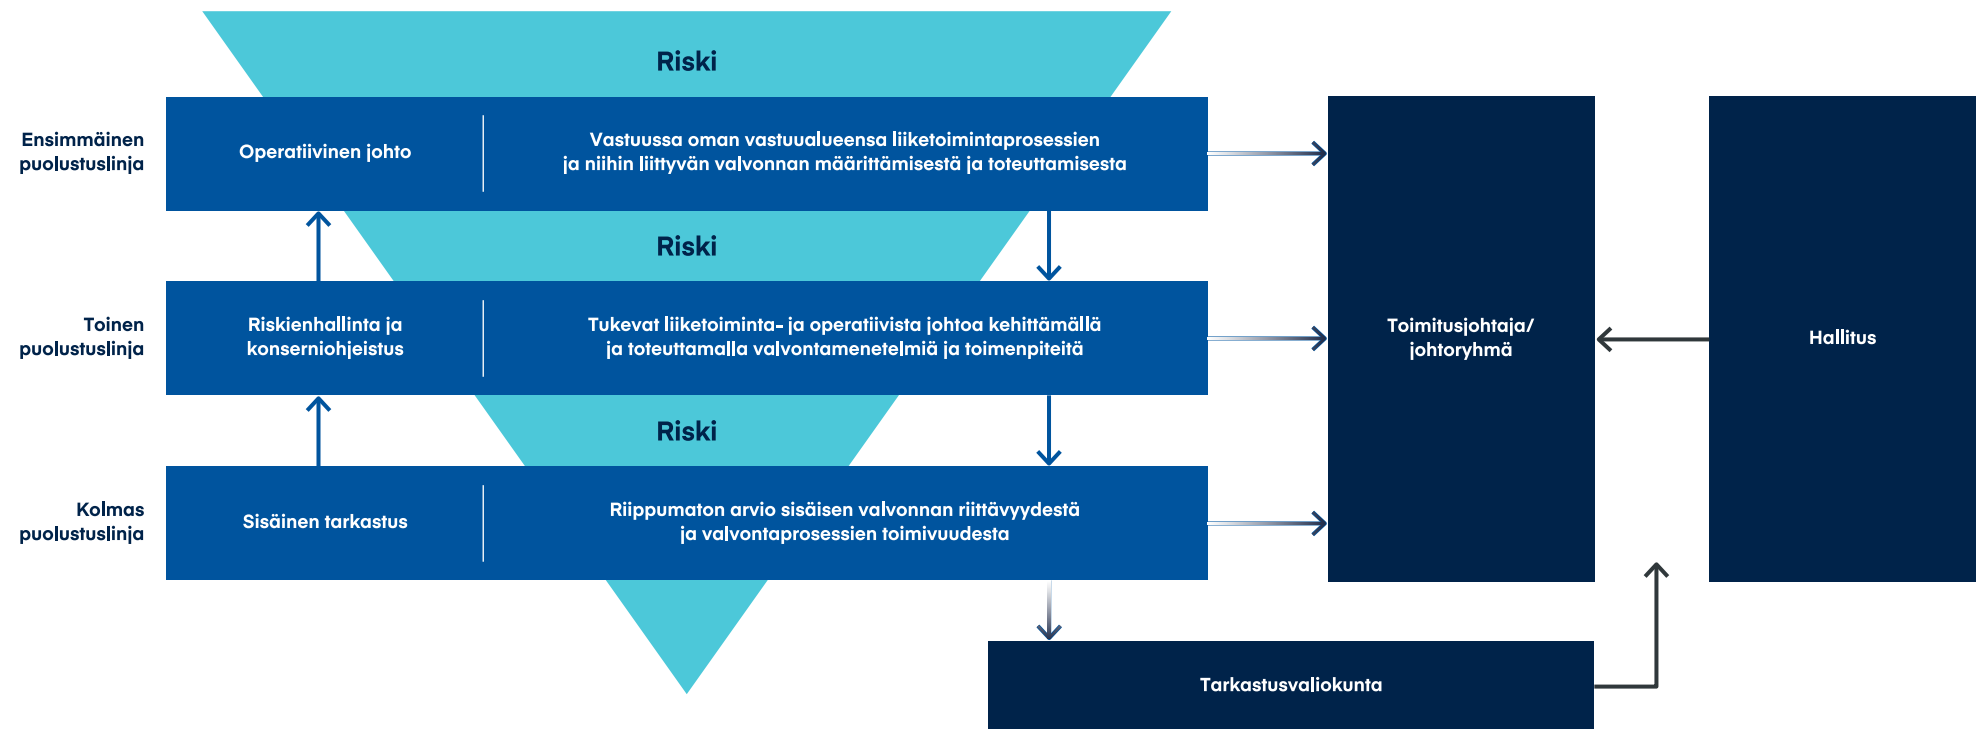 Riski
Ensimmäinen
puolustuslinja
Operatiivinen johto
Vastuussa oman vastuualueensa liiketoimintaprosessien
ja niihin liittyvän valvonnan määrittämisestä ja toteuttamisesta
Riski
Toinen
puolustuslinja
Riskienhallinta ja
konserniohjeistus
Tukevat liiketoiminta- ja operatiivista johtoa kehittämällä
ja toteuttamalla valvontamenetelmiä ja toimenpiteitä
Toimitusjohtaja/
johtoryhmä
Hallitus
Riski
Kolmas
puolustuslinja
Sisäinen tarkastus
Riippumaton arvio sisäisen valvonnan riittävyydestä
ja valvontaprosessien toimivuudesta
Tarkastusvaliokunta